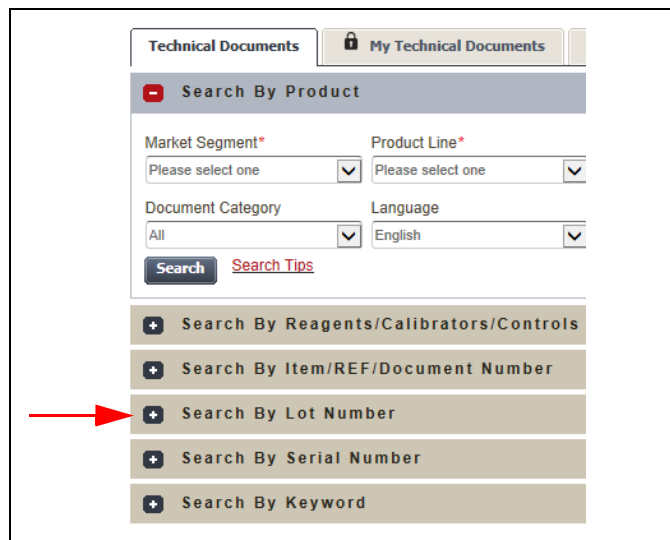 Technical Documents My Technical Documents
Search By Product
Market Segment* Product Line*
Please select one Please select one
Document Category Language
All English
Search Search Tips
Search By Reagents/Calibrators/Controls
Search By Item/REF/Document Number
Search By Lot Number
Search By Serial Number
Search By Keyword